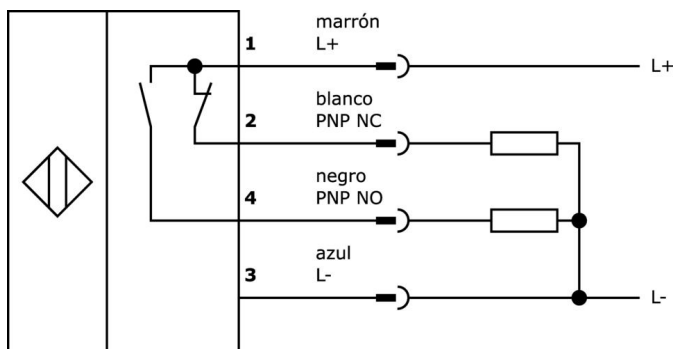 marrón
1 L+
L+
blanco
2 PNP NC
negro
4 PNP NO
azul
3 L-
L-